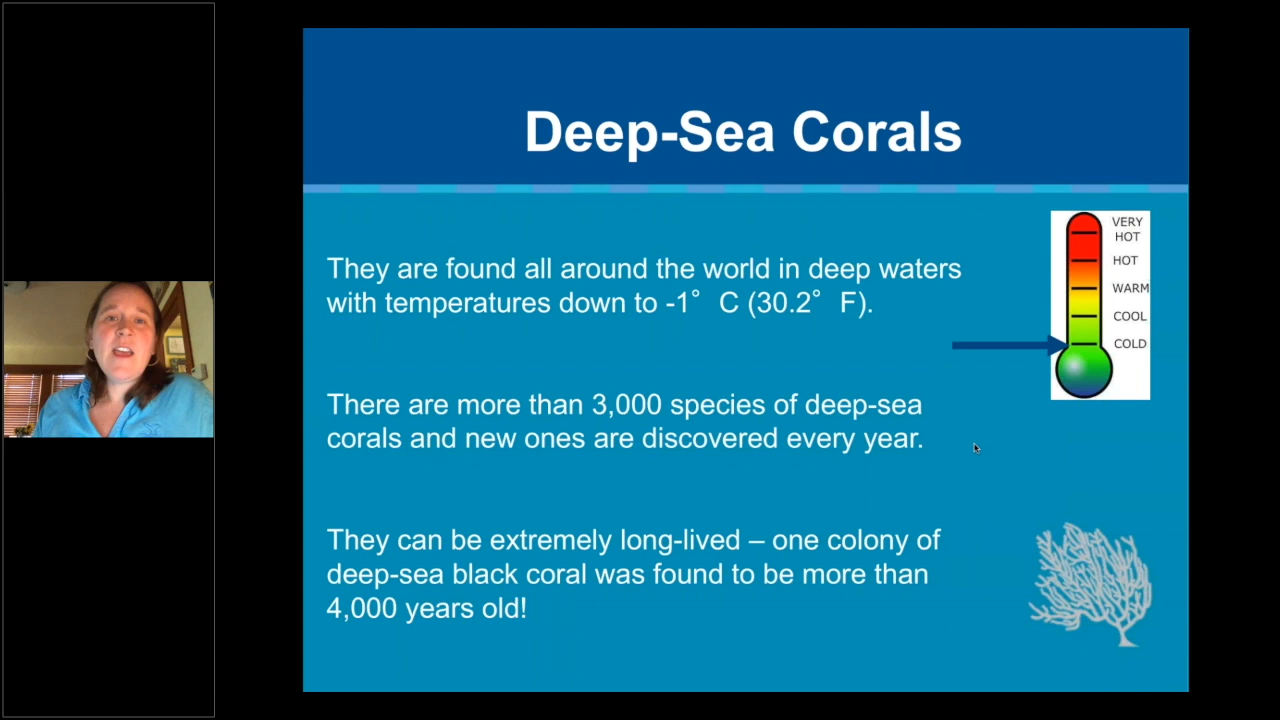 Deep-Sea Corals
They are found all around the world in deep waters
with temperatures down to -1° C (30.2° F).
There are more than 3,000 species of deep-sea
corals and new ones are discovered every year.
They can be extremely long-lived – one colony of
deep-sea black coral was found to be more than
4,000 years old!
VERY
HOT
HOT
WARM
COOL
COLD